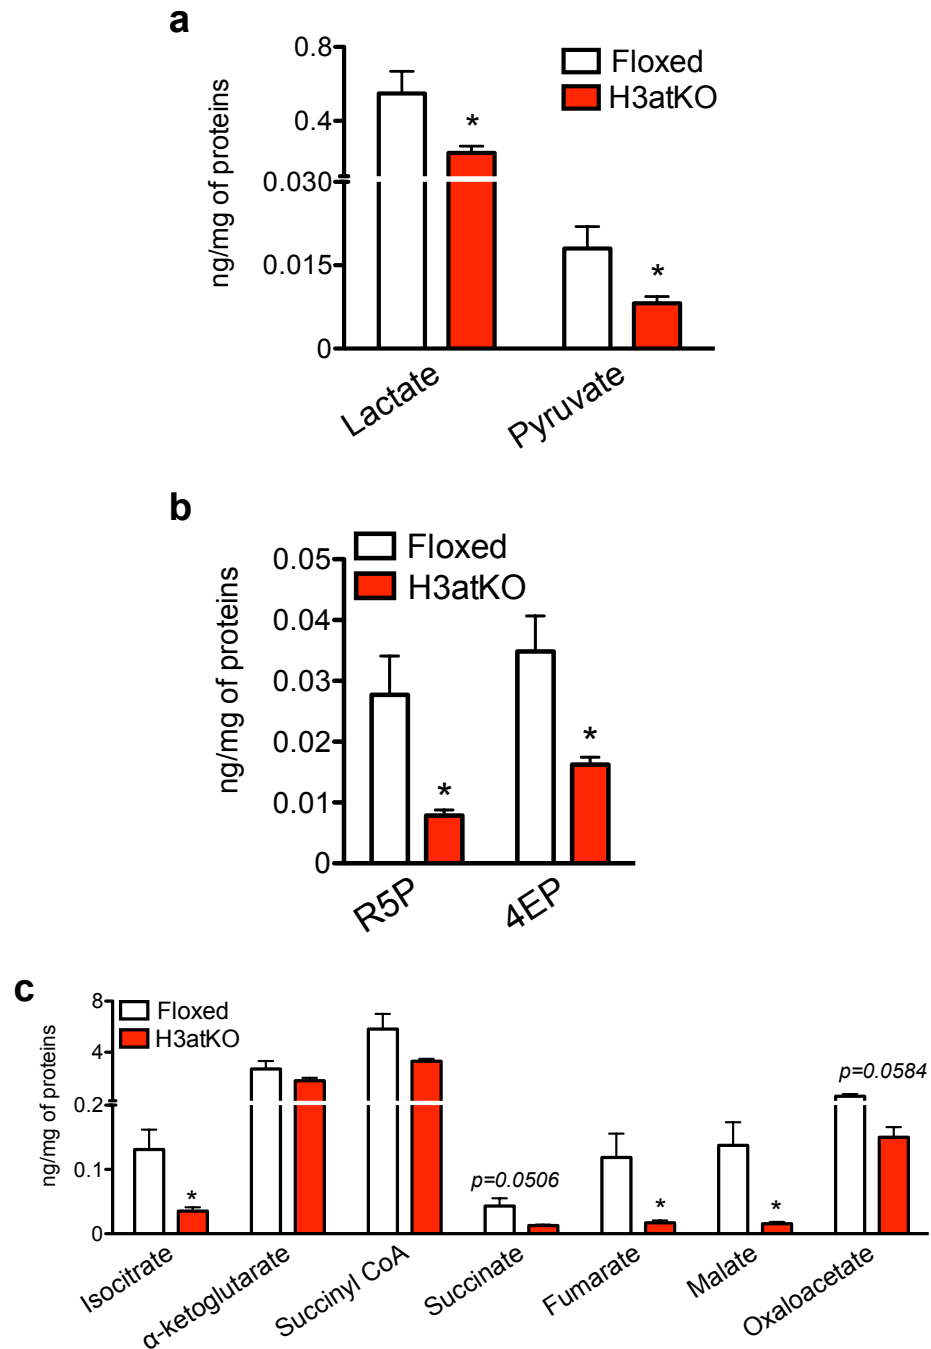 a
0.8
0.4
0.030
0.015
0
ng/mg of proteins
Floxed
H3atKO
*
*
Lactate
Pyruvate
b
0.05
0.04
0.03
0.02
0.01
0
ng/mg of proteins
Floxed
H3atKO
*
*
R5P
4EP
c
8
4
0.2
0.1
0
ng/mg of proteins
Floxed
H3atKO
*
p=0.0506
*
*
p=0.0584
Isocitrate
α-ketoglutarate
Succinyl CoA
Succinate
Fumarate
Malate
Oxaloacetate